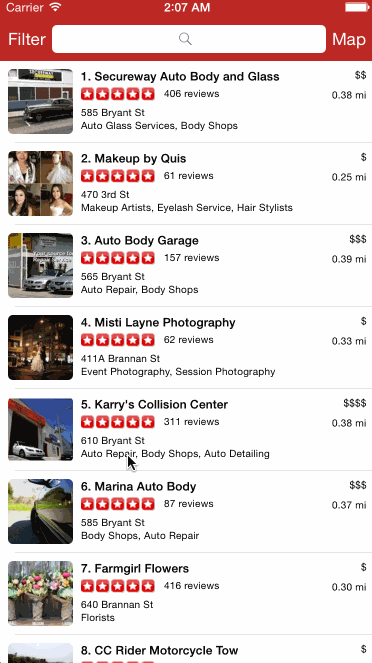 Carrier 2:07 AM
Filter Map
1. Secureway Auto Body and Glass $$
406 reviews 0.38 mi
585 Bryant St
Auto Glass Services, Body Shops
2. Makeup by Quis $
61 reviews 0.25 mi
470 3rd St
Makeup Artists, Eyelash Service, Hair Stylists
3. Auto Body Garage $$$
157 reviews 0.39 mi
565 Bryant St
Auto Repair, Body Shops
4. Misti Layne Photography $
62 reviews 0.33 mi
411A Brannan St
Event Photography, Session Photography
5. Karry's Collision Center $$$$
311 reviews 0.38 mi
610 Bryant St
Auto Repair, Body Shops, Auto Detailing
6. Marina Auto Body $$$
87 reviews 0.37 mi
585 Bryant St
Body Shops, Auto Repair
7. Farmgirl Flowers $
416 reviews 0.30 mi
640 Brannan St
Florists
8. CC Rider Motorcycle Tow $